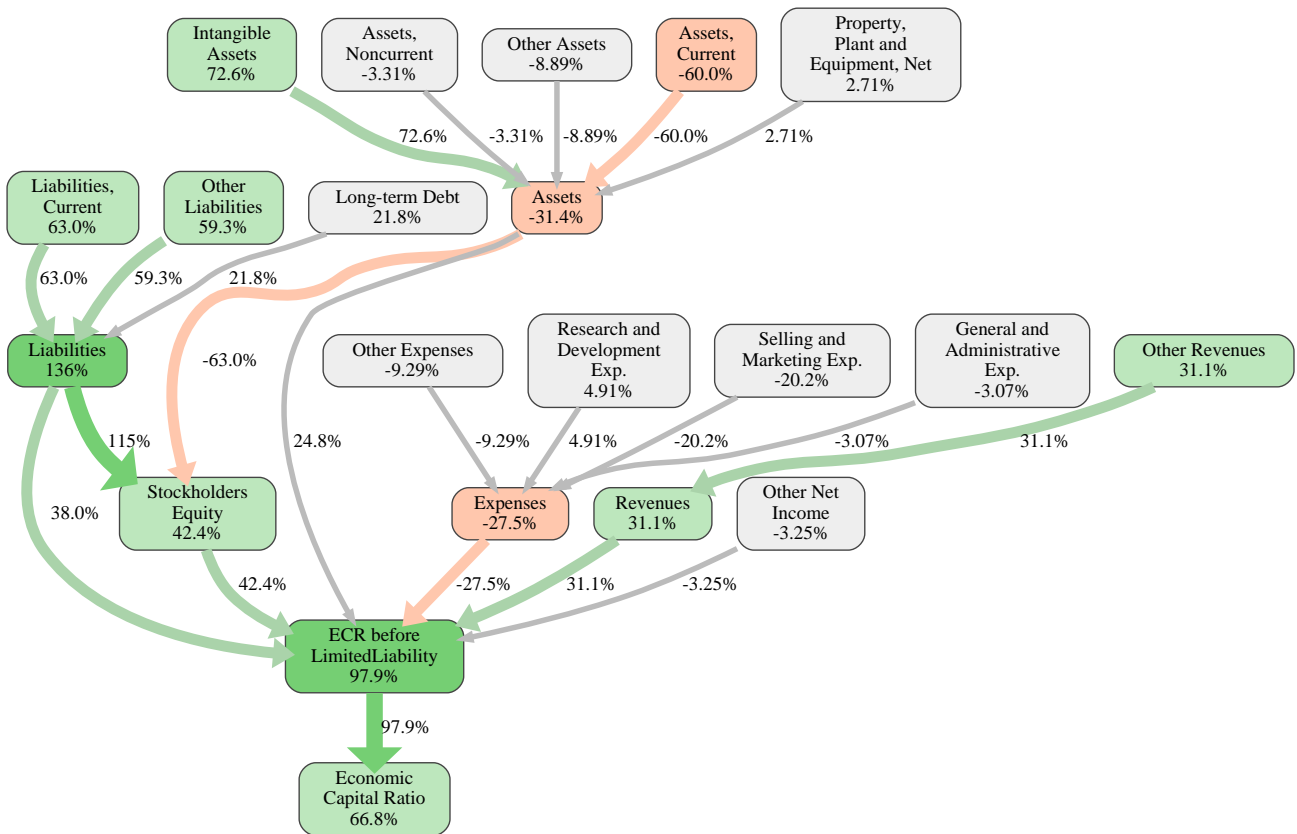 Intangible
Assets
72.6%
Assets,
Noncurrent
-3.31%
Other Assets
-8.89%
Assets,
Current
-60.0%
Property,
Plant and
Equipment, Net
2.71%
72.6%
-3.31%
-8.89%
-60.0%
2.71%
Liabilities,
Current
63.0%
Other
Liabilities
59.3%
Long-term Debt
21.8%
Assets
-31.4%
63.0%
59.3%
21.8%
Liabilities
136%
-63.0%
Other Expenses
-9.29%
Research and
Development
Exp.
4.91%
Selling and
Marketing Exp.
-20.2%
General and
Administrative
Exp.
-3.07%
Other Revenues
31.1%
115%
24.8%
-9.29%
4.91%
-20.2%
-3.07%
31.1%
38.0%
Stockholders
Equity
42.4%
Expenses
-27.5%
Revenues
31.1%
Other Net
Income
-3.25%
42.4%
-27.5%
31.1%
-3.25%
ECR before
LimitedLiability
97.9%
97.9%
Economic
Capital Ratio
66.8%